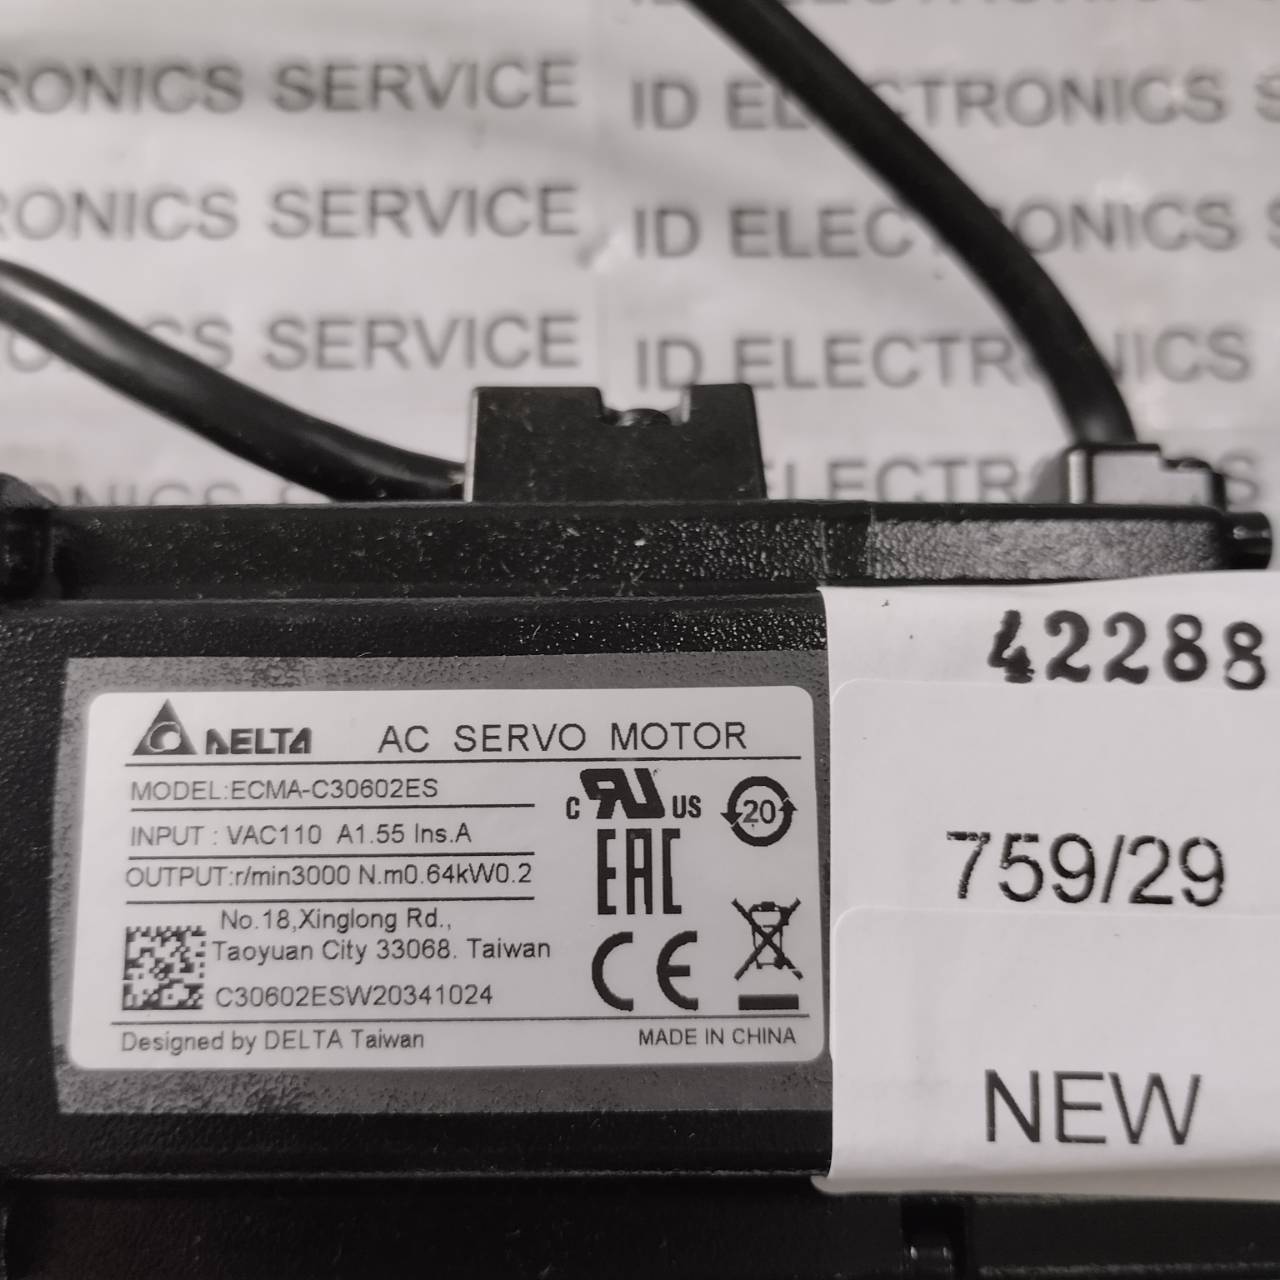 RONICS SERVICE
ID ELECTRONICS S
RONICS SERVICE
ID ELECTRONICS S
SERVICE
ID ELECTRONICS
ELECTR S
42288
759/29
NEW
DELTA AC SERVO MOTOR
MODEL:ECMA-C30602ES
INPUT : VAC110 A1.55 Ins.A
OUTPUT:r/min3000 N.m0.64kW0.2
C RU US
20
EAC
CE
No.18,Xinglong Rd.,
Taoyuan City 33068. Taiwan
C30602ESW20341024
Designed by DELTA Taiwan
MADE IN CHINA